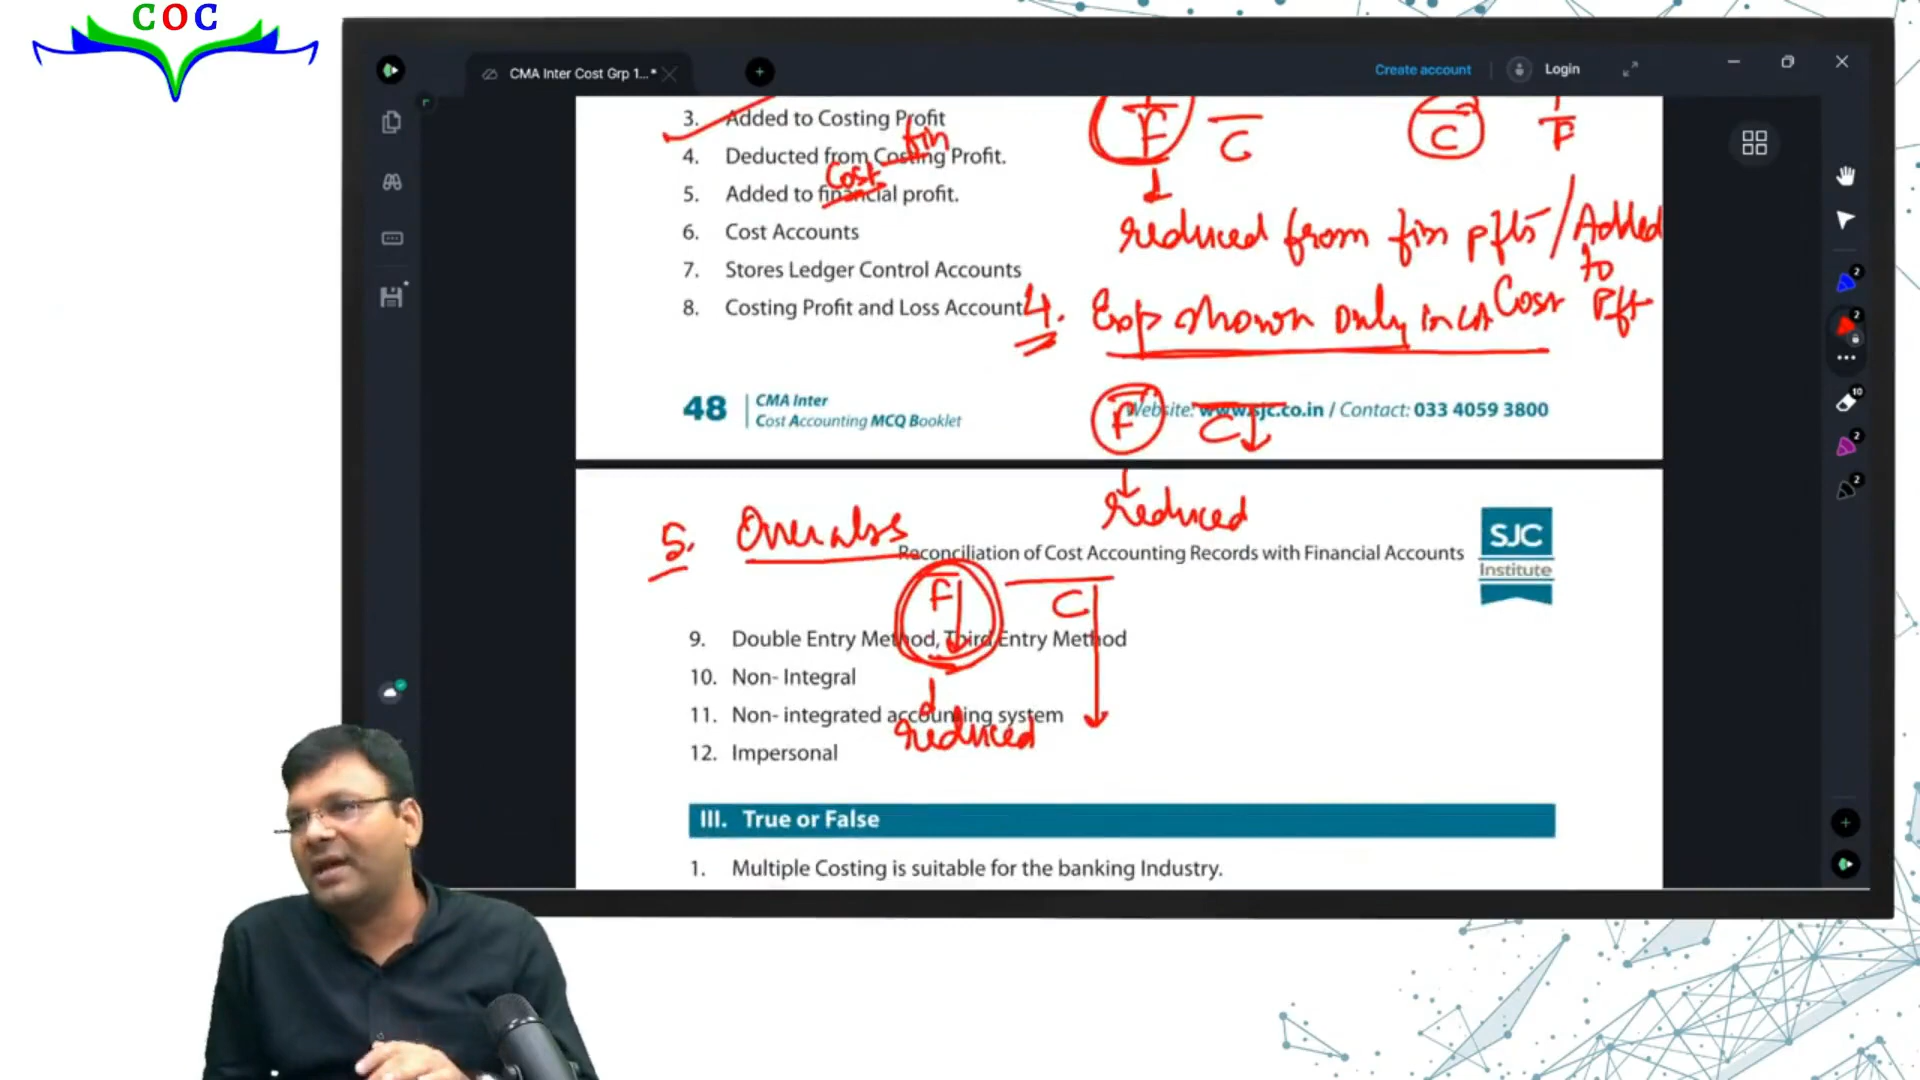 COC
CMA Inter Cost Grp 1...*
Create account
Login
3. Added to Costing Profit
fin
4. Deducted from Costing Profit.
Cost
5. Added to financial profit.
6. Cost Accounts
7. Stores Ledger Control Accounts
8. Costing Profit and Loss Account
F C
C F
reduced from fin pfts / Added to Cost Pft
4. Exp shown only in cst
F C
reduced
48
CMA Inter
Cost Accounting MCQ Booklet
Website: www.sjc.co.in / Contact: 033 4059 3800
5. Over abs
Reconciliation of Cost Accounting Records with Financial Accounts
SJC
Institute
F C
9. Double Entry Method, Third Entry Method
10. Non- Integral
11. Non- integrated accounting system
reduced
12. Impersonal
III. True or False
1. Multiple Costing is suitable for the banking Industry.